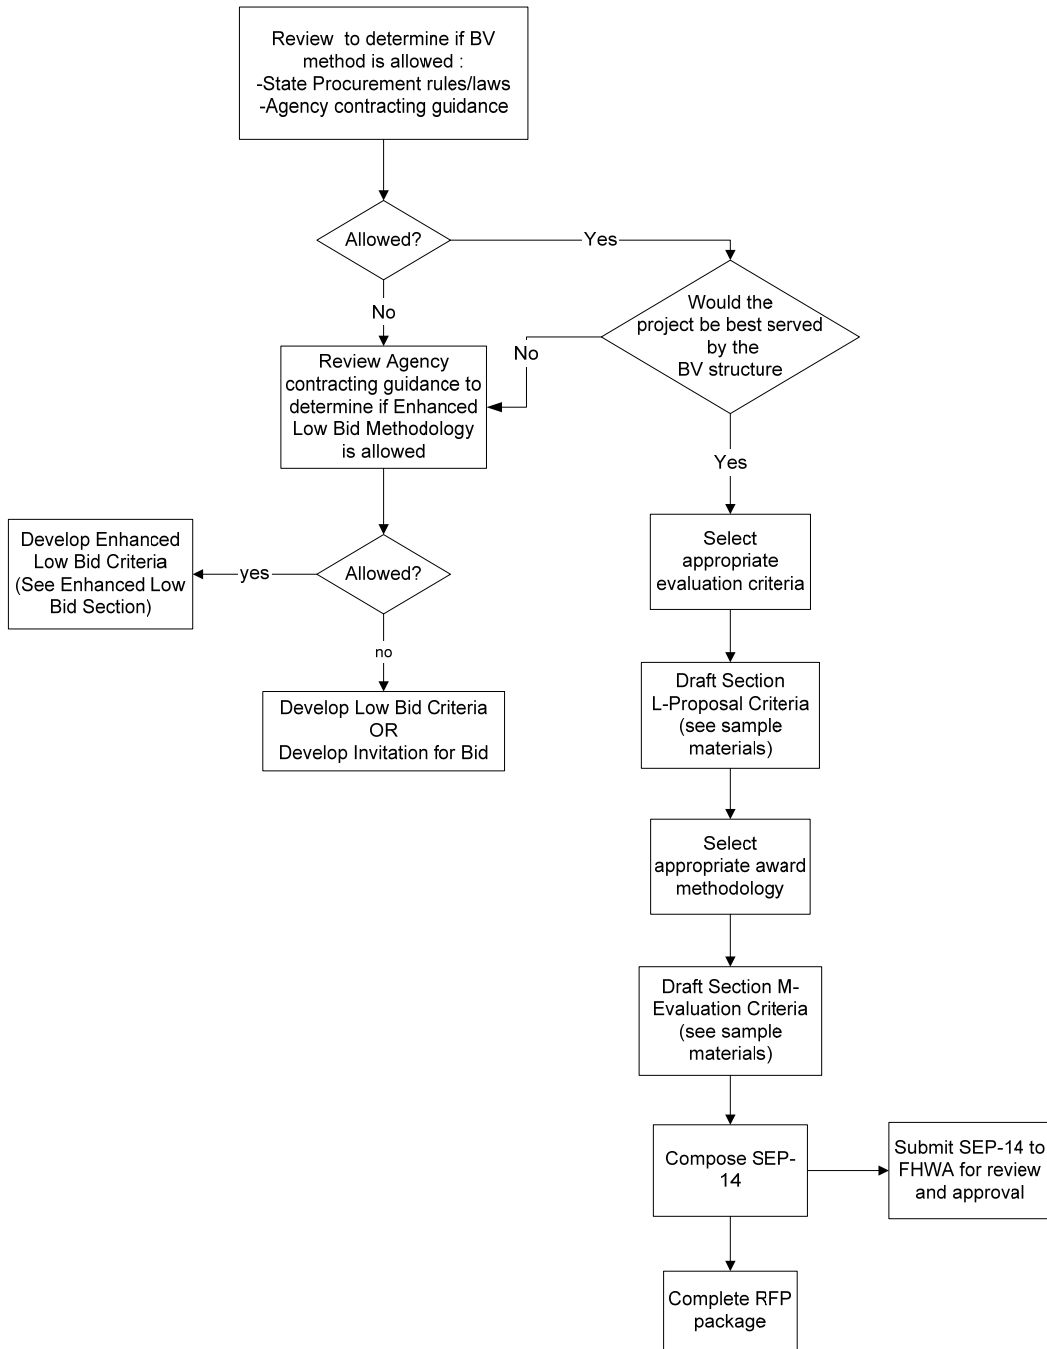 Review to determine if BV
method is allowed :
-State Procurement rules/laws
-Agency contracting guidance
Allowed?
Yes
No
Would the
project be best served
by the
BV structure
No
Review Agency
contracting guidance to
determine if Enhanced
Low Bid Methodology
is allowed
Yes
Allowed?
yes
Develop Enhanced
Low Bid Criteria
(See Enhanced Low
Bid Section)
no
Develop Low Bid Criteria
OR
Develop Invitation for Bid
Select
appropriate
evaluation criteria
Draft Section
L-Proposal Criteria
(see sample
materials)
Select
appropriate award
methodology
Draft Section M-
Evaluation Criteria
(see sample
materials)
Compose SEP-
14
Submit SEP-14 to
FHWA for review
and approval
Complete RFP
package